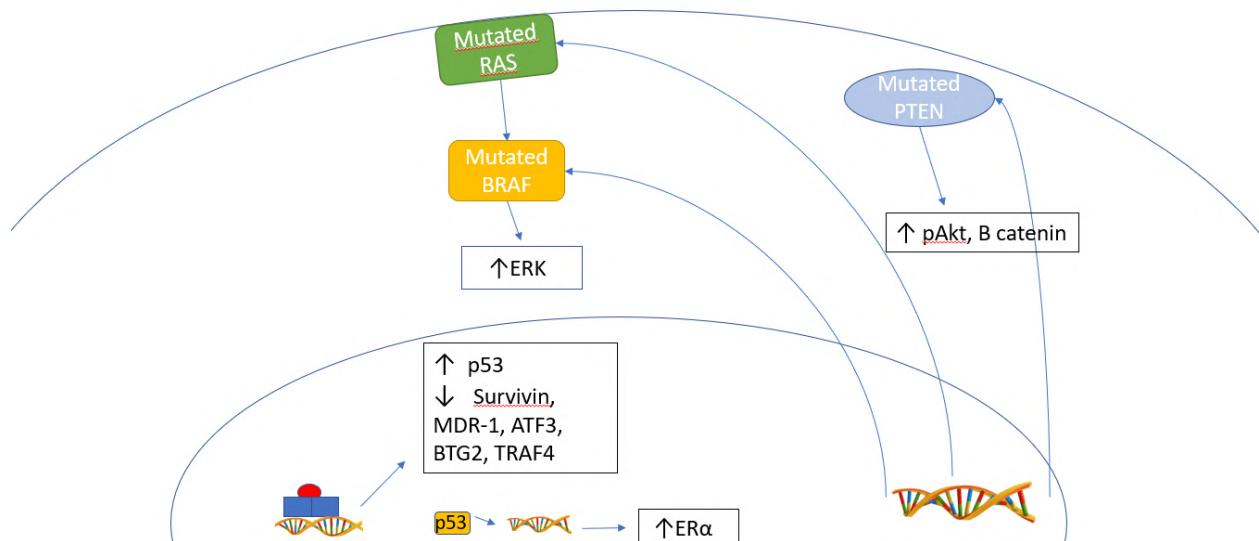 Mutated
RAS
Mutated
PTEN
Mutated
BRAF
↑ pAkt, B catenin
↑ERK
↑ p53
↓ Survivin,
MDR-1, ATF3,
BTG2, TRAF4
p53
↑ERα